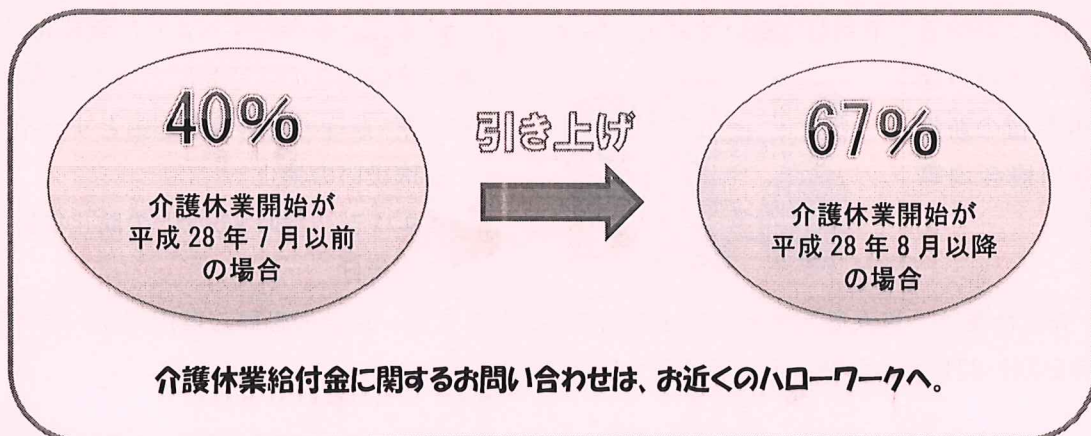 40%
介護休業開始が
平成 28 年 7 月以前
の場合
引き上げ
67%
介護休業開始が
平成 28 年 8 月以降
の場合
介護休業給付金に関するお問い合わせは、お近くのハローワークへ。